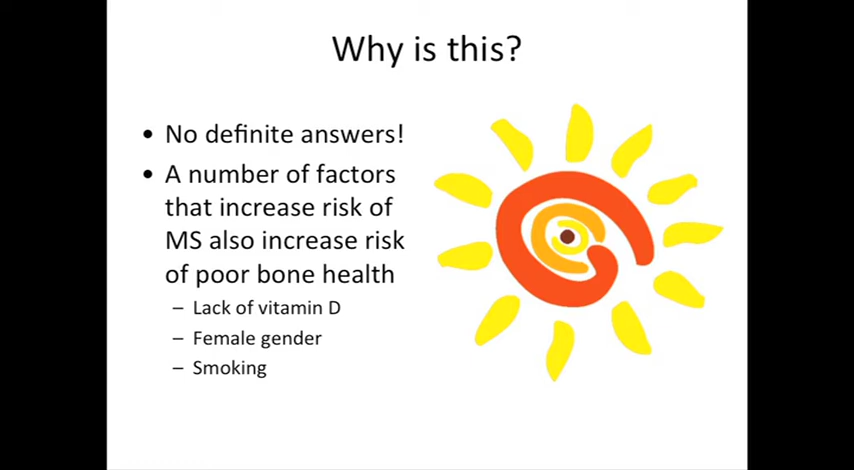 Why is this?
• No definite answers!
• A number of factors
that increase risk of
MS also increase risk
of poor bone health
– Lack of vitamin D
– Female gender
– Smoking